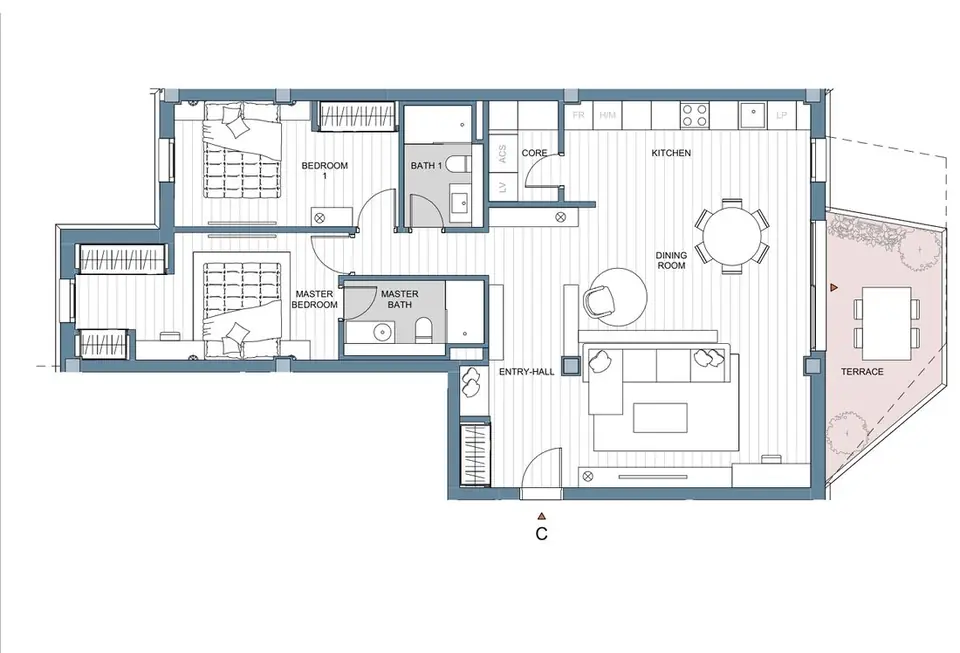 FR
H/M
LP
ACS
CORE
KITCHEN
BEDROOM
1
BATH 1
LV
DINING
ROOM
MASTER
BEDROOM
MASTER
BATH
ENTRY-HALL
TERRACE
C